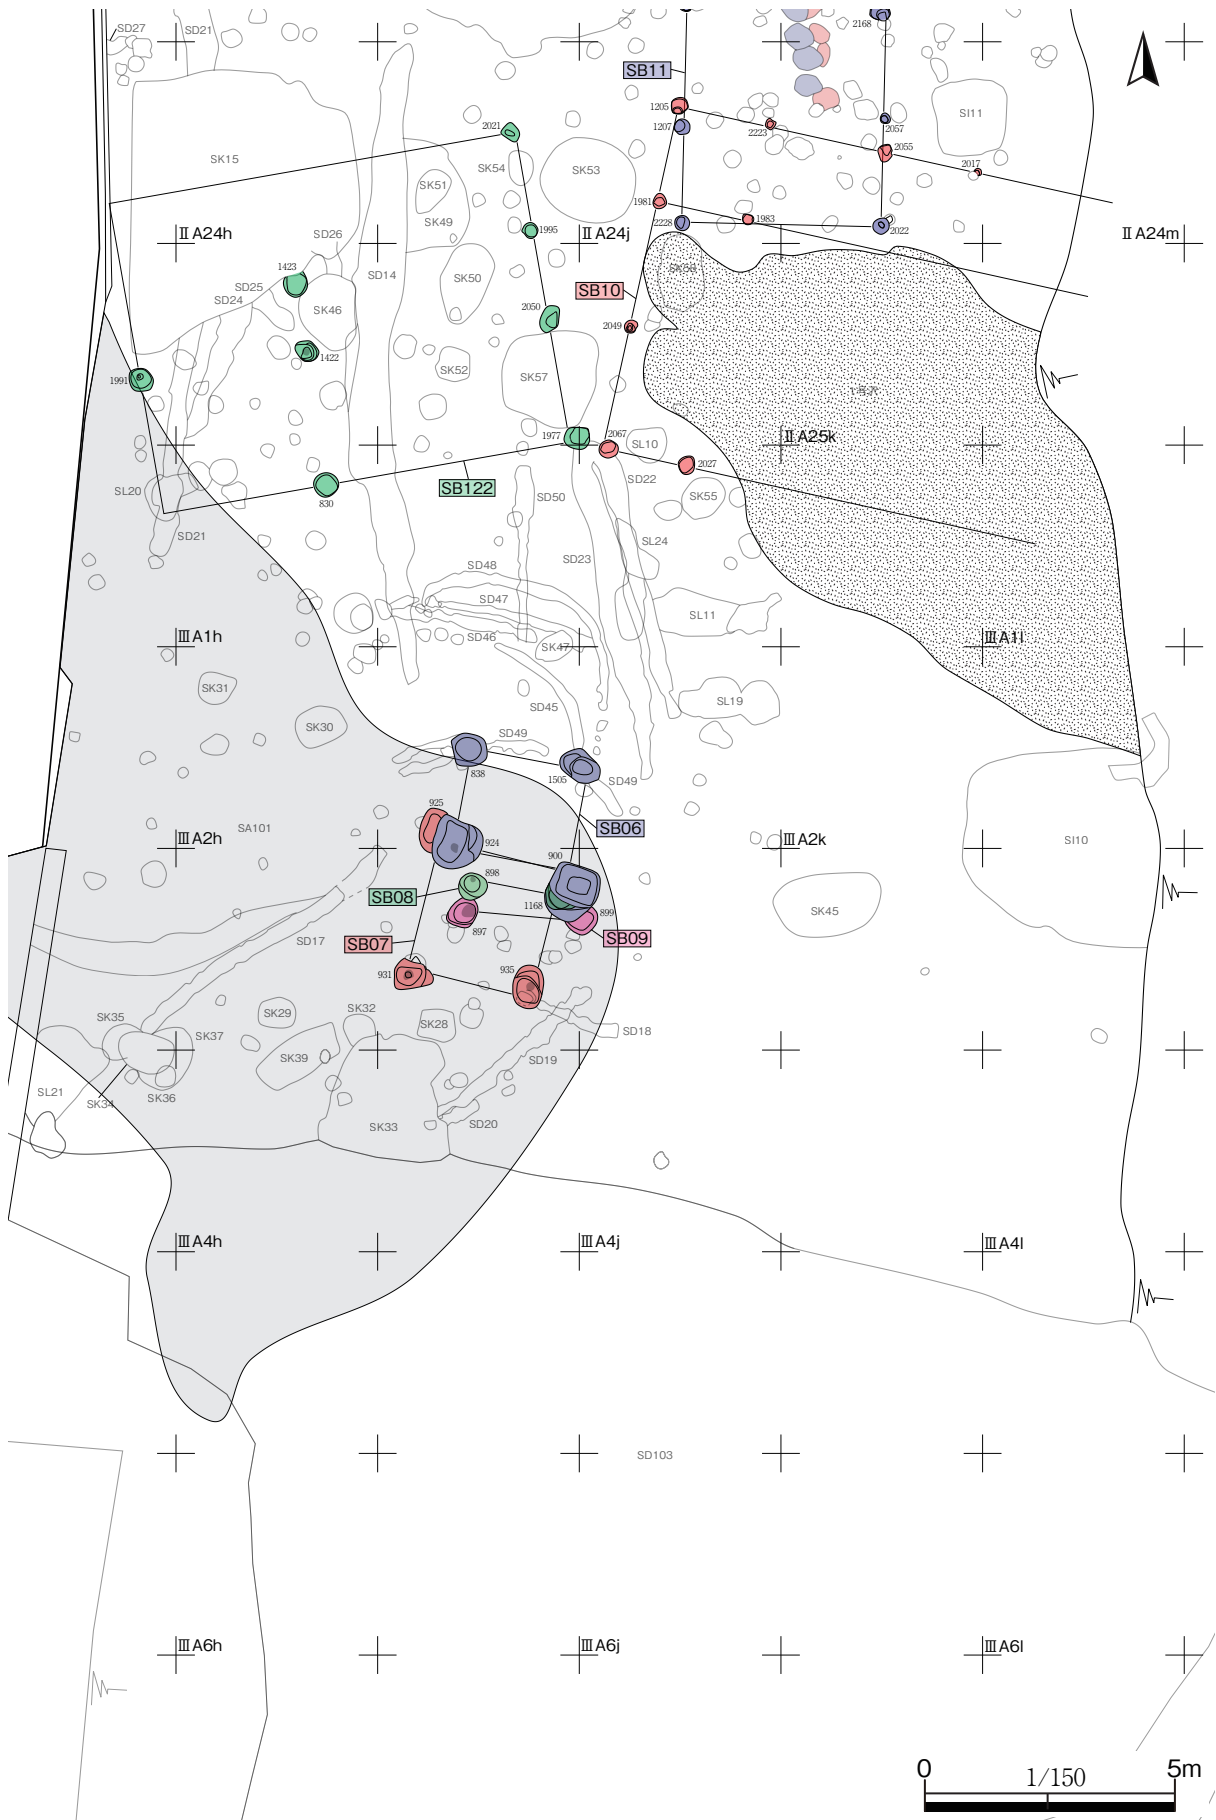 SD27
SD21
2168
SB11
1205
1207
2223
2057
2055
SI11
2017
2021
SK15
SK54
SK53
SK51
SK49
1981
1983
2228
2022
ⅡA24h
SD26
1995
ⅡA24j
ⅡA24m
1423
SD14
SK50
SK58
SD25
SD24
SK46
SB10
2050
2049
1422
SK52
SK57
1991
1977
2067
SL10
ⅡA25k
2027
SD22
SB122
SL20
830
SD50
SK55
SD21
SL24
SD23
SD48
SD47
SL11
ⅢA1h
SD46
SK47
ⅢA1l
SK31
SL19
SD45
SK30
SD49
838
1505
SD49
925
SB06
SA101
ⅢA2h
924
ⅢA2k
SI10
900
898
SB08
1168
899
SK45
897
SB09
SD17
SB07
931
935
SK35
SK29
SK32
SK28
SK37
SD18
SK39
SD19
SL21
SK34
SK36
SK33
SD20
ⅢA4h
ⅢA4j
ⅢA4l
SD103
ⅢA6h
ⅢA6j
ⅢA6l
0
1/150
5m